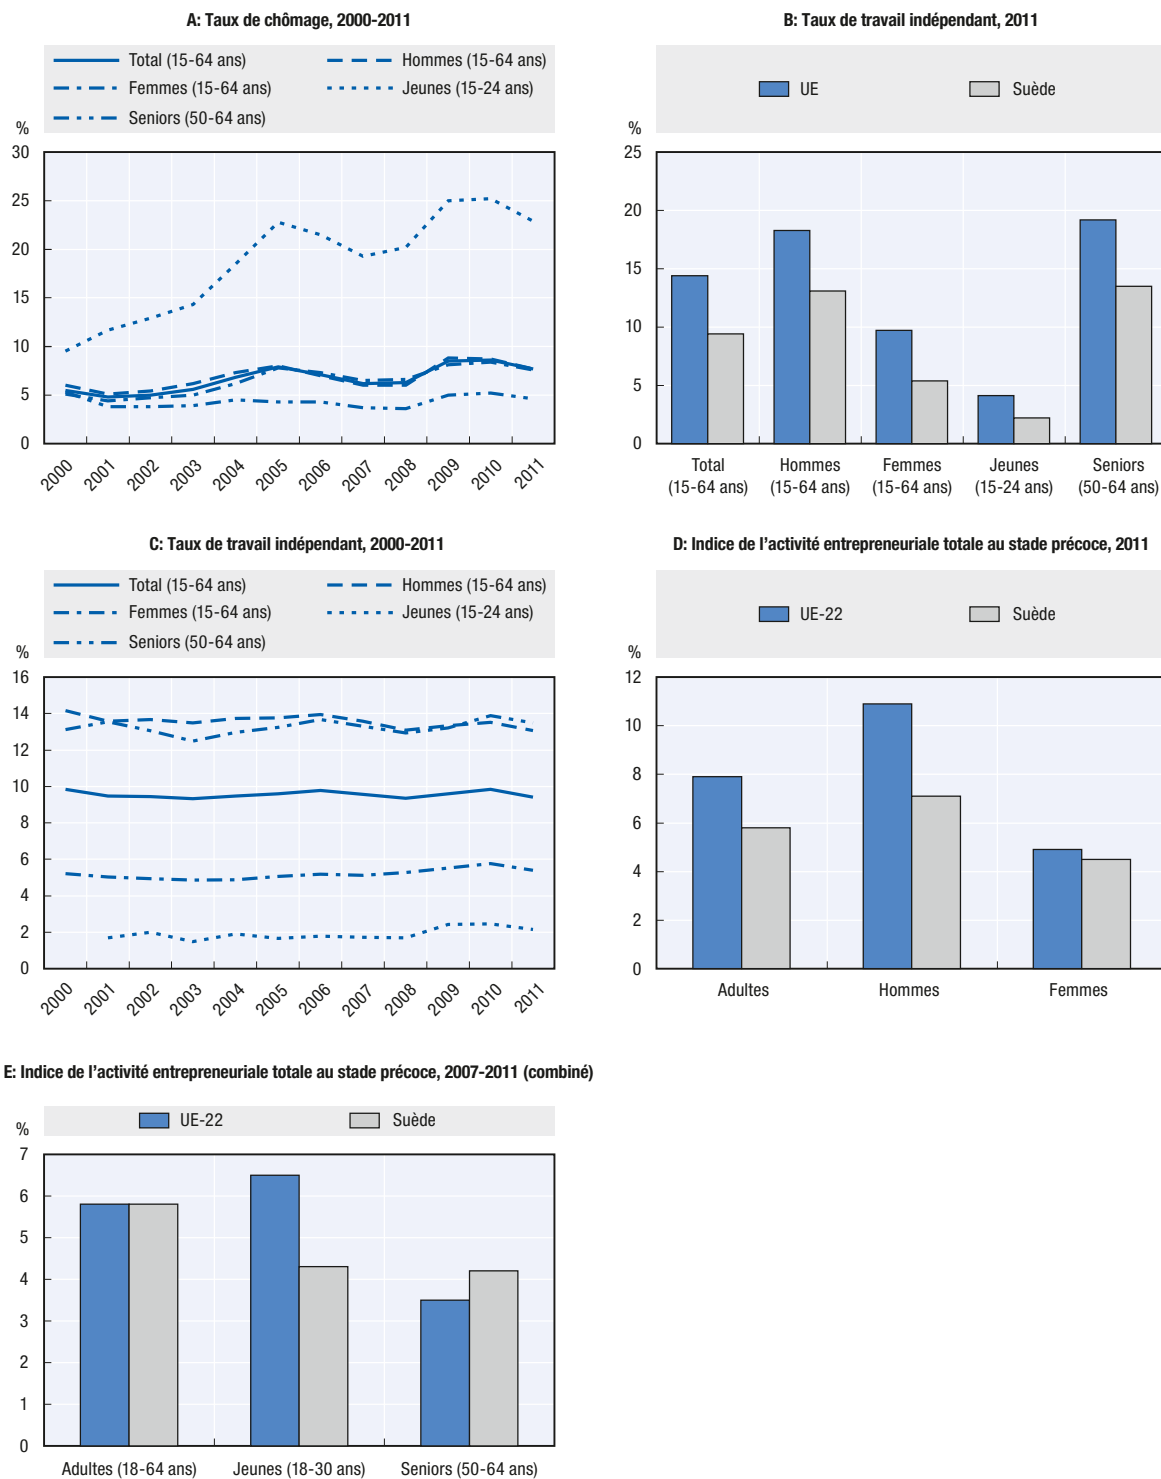 A: Taux de chômage, 2000-2011
Total (15-64 ans)
Hommes (15-64 ans)
Femmes (15-64 ans)
Jeunes (15-24 ans)
Seniors (50-64 ans)
%
30
25
20
15
10
5
0
2000 2001 2002 2003 2004 2005 2006 2007 2008 2009 2010 2011
B: Taux de travail indépendant, 2011
UE
Suède
%
25
20
15
10
5
0
Total Hommes Femmes Jeunes Seniors
(15-64 ans) (15-64 ans) (15-64 ans) (15-24 ans) (50-64 ans)
C: Taux de travail indépendant, 2000-2011
Total (15-64 ans)
Hommes (15-64 ans)
Femmes (15-64 ans)
Jeunes (15-24 ans)
Seniors (50-64 ans)
%
16
14
12
10
8
6
4
2
0
2000 2001 2002 2003 2004 2005 2006 2007 2008 2009 2010 2011
D: Indice de l’activité entrepreneuriale totale au stade précoce, 2011
UE-22
Suède
%
12
10
8
6
4
2
0
Adultes Hommes Femmes
E: Indice de l’activité entrepreneuriale totale au stade précoce, 2007-2011 (combiné)
UE-22
Suède
%
7
6
5
4
3
2
1
0
Adultes (18-64 ans) Jeunes (18-30 ans) Seniors (50-64 ans)